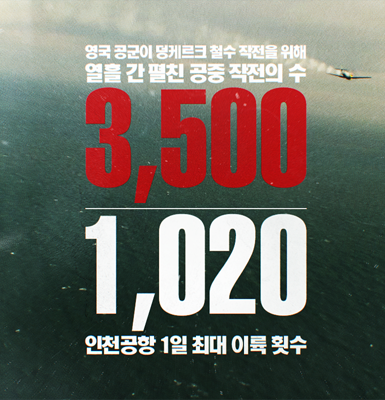 영국 공군이 덩케르크 철수 작전을 위해
열흘 간 펼친 공중 작전의 수
3,500
1,020
인천공항 1일 최대 이륙 횟수